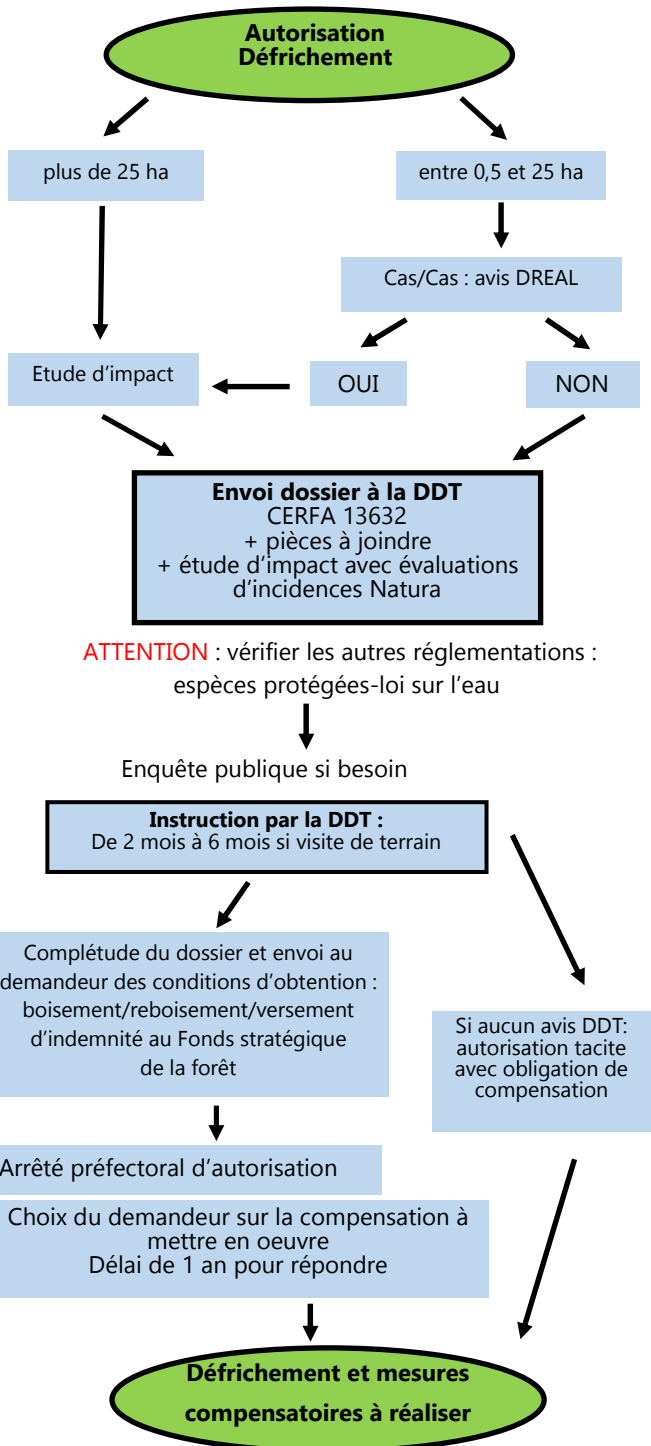 Autorisation
Défrichement
plus de 25 ha
entre 0,5 et 25 ha
Cas/Cas : avis DREAL
Etude d’impact
OUI
NON
Envoi dossier à la DDT
CERFA 13632
+ pièces à joindre
+ étude d’impact avec évaluations
d’incidences Natura
ATTENTION : vérifier les autres réglementations :
espèces protégées-loi sur l’eau
Enquête publique si besoin
Instruction par la DDT :
De 2 mois à 6 mois si visite de terrain
Complétude du dossier et envoi au
demandeur des conditions d’obtention :
boisement/reboisement/versement
d’indemnité au Fonds stratégique
de la forêt
Si aucun avis DDT:
autorisation tacite
avec obligation de
compensation
Arrêté préfectoral d’autorisation
Choix du demandeur sur la compensation à
mettre en oeuvre
Délai de 1 an pour répondre
Défrichement et mesures
compensatoires à réaliser